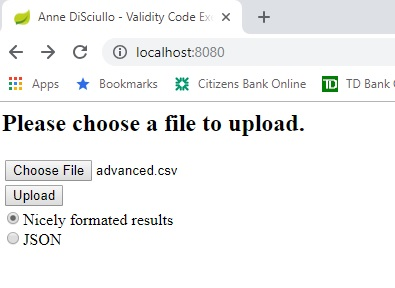 Anne DiSciullo - Validity Code Ex
localhost:8080
Apps Bookmarks Citizens Bank Online TD Bank
Please choose a file to upload.
Choose File advanced.csv
Upload
Nicely formated results
JSON